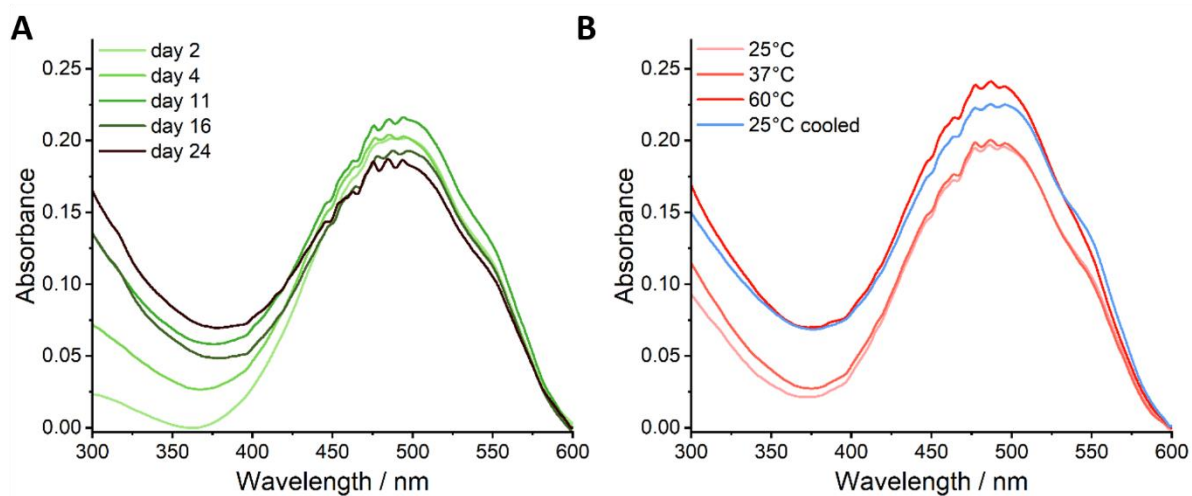 A
day 2
day 4
day 11
day 16
day 24
0.25
0.20
0.15
0.10
0.05
0.00
Absorbance
300 350 400 450 500 550 600
Wavelength / nm
B
25°C
37°C
60°C
25°C cooled
0.25
0.20
0.15
0.10
0.05
0.00
Absorbance
300 350 400 450 500 550 600
Wavelength / nm